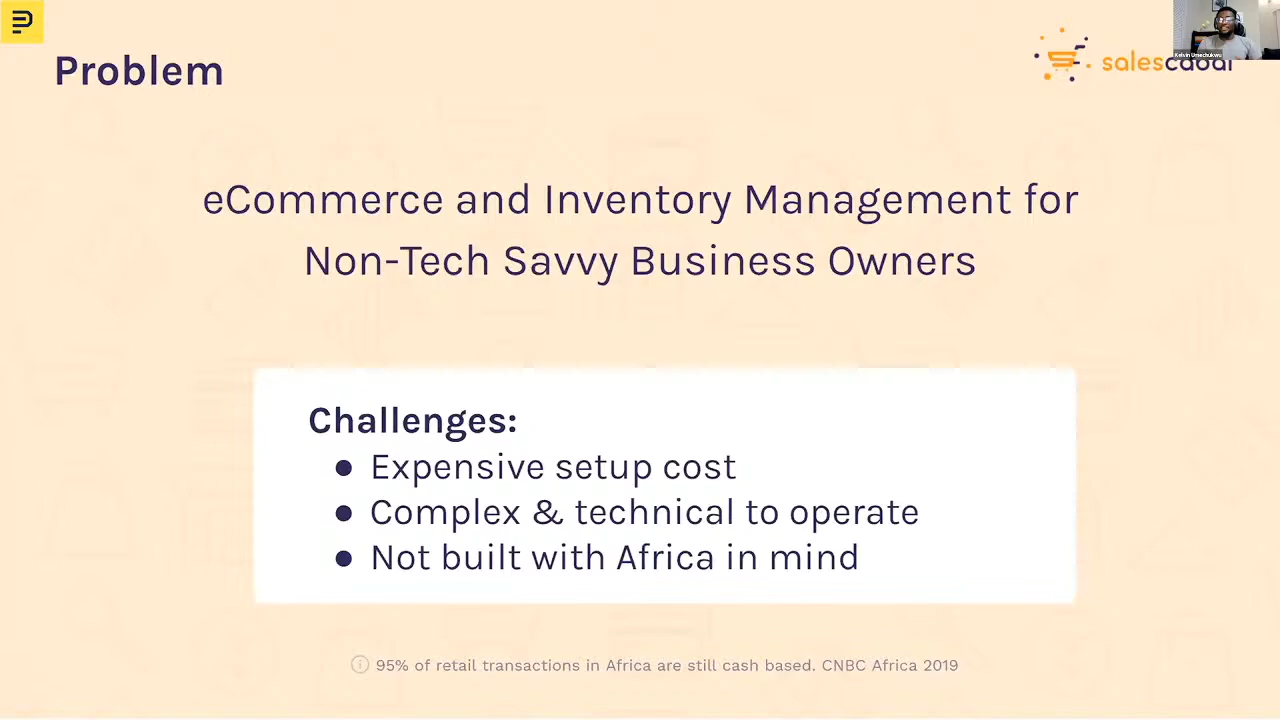 Problem
salescabal
Kelvin Umechukwu
eCommerce and Inventory Management for
Non-Tech Savvy Business Owners
Challenges:
● Expensive setup cost
● Complex & technical to operate
● Not built with Africa in mind
95% of retail transactions in Africa are still cash based. CNBC Africa 2019